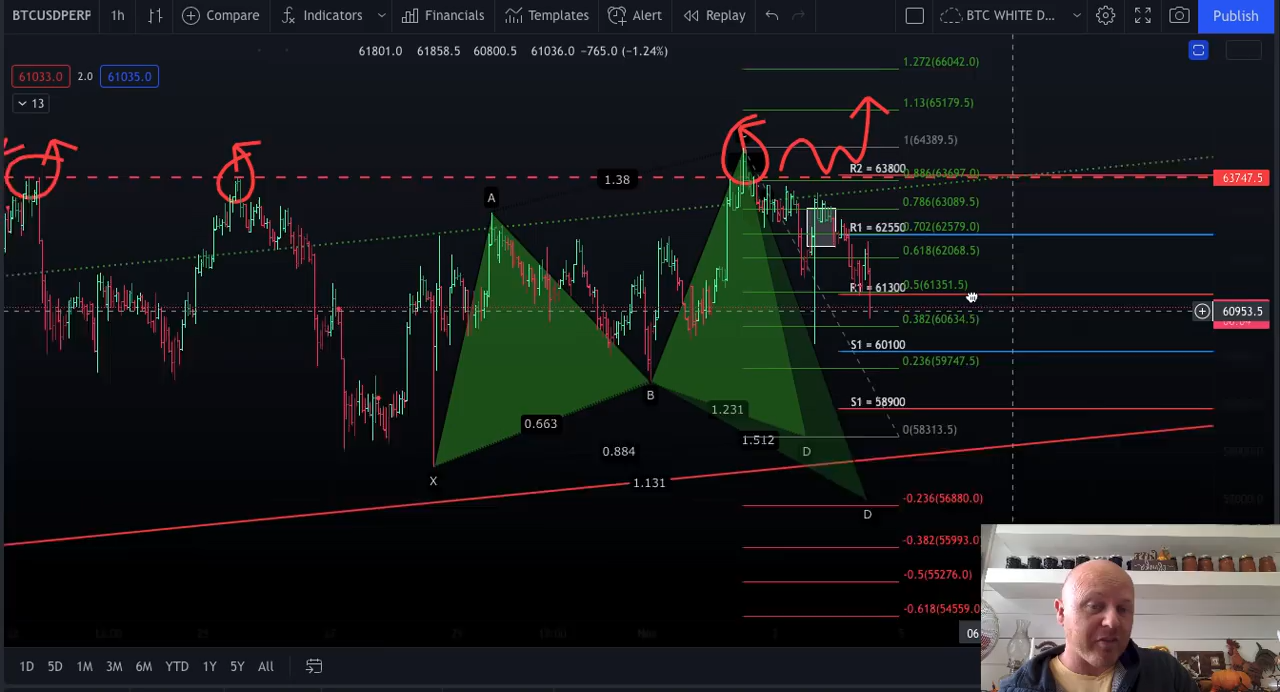 BTCUSDPERP 1h Compare Indicators Financials Templates Alert Replay BTC WHITE D... Publish
61801.0 61858.5 60800.5 61036.0 −765.0 (−1.24%)
61033.0 2.0 61035.0
13
1.272(66042.0)
1.13(65179.5)
1(64389.5)
R2 = 63800 0.886(63697.0)
1.38
63747.5
A
0.786(63089.5)
R1 = 62550 0.702(62579.0)
0.618(62068.5)
R1 = 61300 0.5(61351.5)
60953.5
0.382(60634.5)
S1 = 60100
0.236(59747.5)
B
S1 = 58900
1.231
0.663
0(58313.5)
1.512
0.884
D
X
1.131
-0.236(56880.0)
D
-0.382(55993.0)
-0.5(55276.0)
-0.618(54559.0)
06
1D 5D 1M 3M 6M YTD 1Y 5Y All